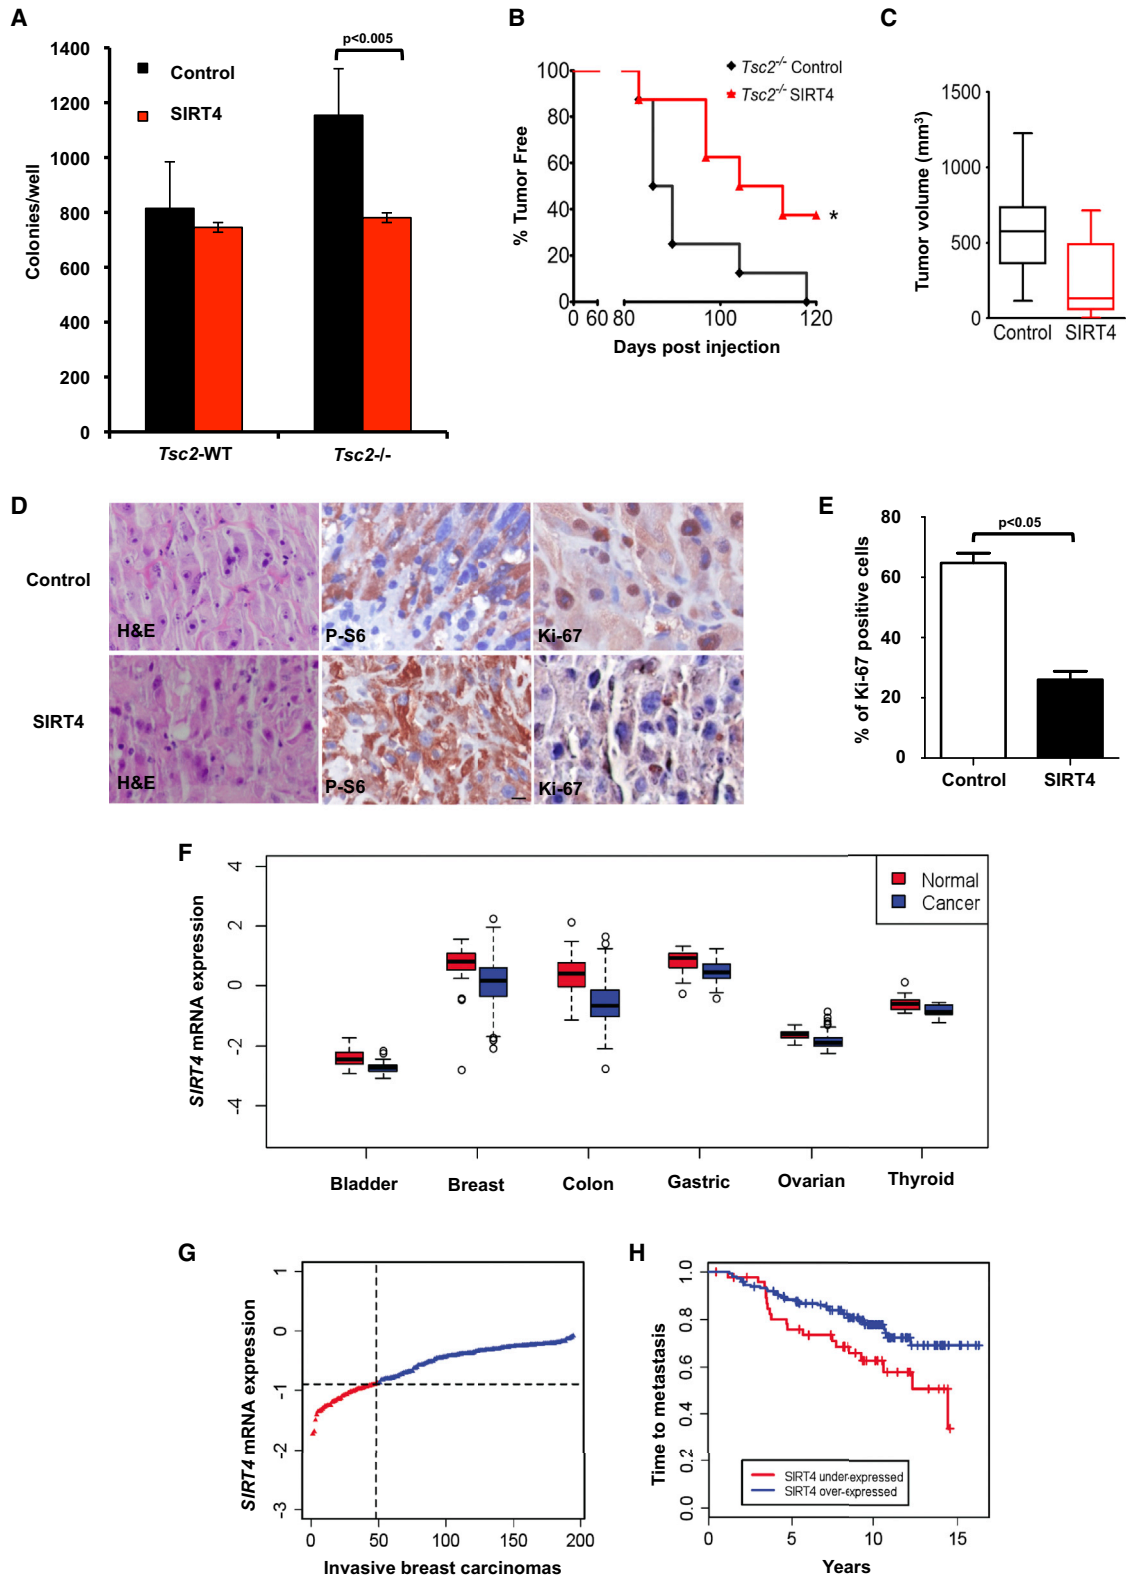 A
p<0.005
1400
1200
1000
800
600
400
200
0
Colonies/well
Control
SIRT4
Tsc2-WT
Tsc2-/-
B
Tsc2-/- Control
Tsc2-/- SIRT4
100
80
60
40
20
0
% Tumor Free
*
0 60 80 100 120
Days post injection
C
1500
1000
500
0
Tumor volume (mm3)
Control SIRT4
D
Control
H&E
P-S6
Ki-67
SIRT4
H&E
P-S6
Ki-67
E
80
60
40
20
0
% of Ki-67 positive cells
p<0.05
Control SIRT4
F
4
2
0
-2
-4
SIRT4 mRNA expression
Normal
Cancer
Bladder Breast Colon Gastric Ovarian Thyroid
G
1
0
-1
-2
-3
SIRT4 mRNA expression
0 50 100 150 200
Invasive breast carcinomas
H
1.0
0.8
0.6
0.4
0.2
0.0
Time to metastasis
SIRT4 under-expressed
SIRT4 over-expressed
0 5 10 15
Years